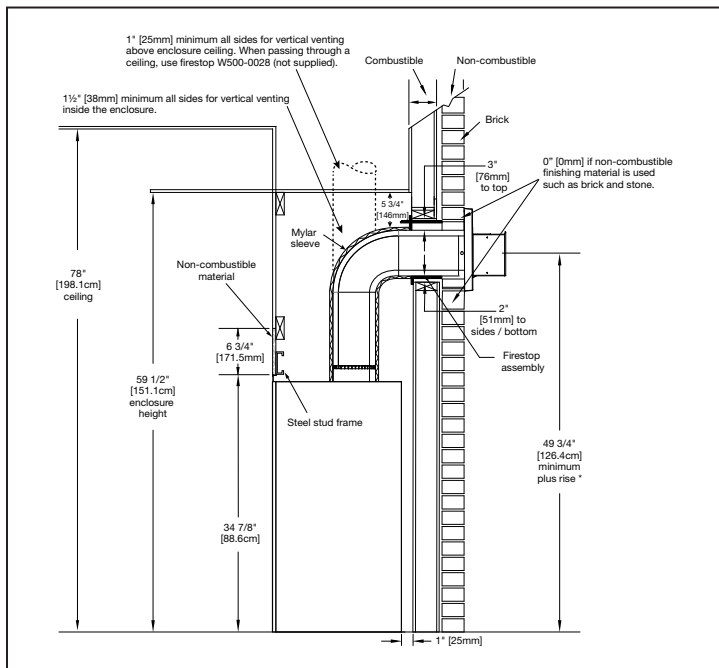 1" [25mm] minimum all sides for vertical venting
above enclosure ceiling. When passing through a
ceiling, use firestop W500-0028 (not supplied).
Combustible
Non-combustible
1½" [38mm] minimum all sides for vertical venting
inside the enclosure.
Brick
3"
[76mm]
to top
0" [0mm] if non-combustible
finishing material is used
such as brick and stone.
5 3/4"
[146mm]
Mylar
sleeve
Non-combustible
material
78"
[198.1cm]
ceiling
2"
[51mm] to
sides / bottom
6 3/4"
[171.5mm]
Firestop
assembly
59 1/2"
[151.1cm]
enclosure
height
Steel stud frame
49 3/4"
[126.4cm]
minimum
plus rise *
34 7/8"
[88.6cm]
1" [25mm]